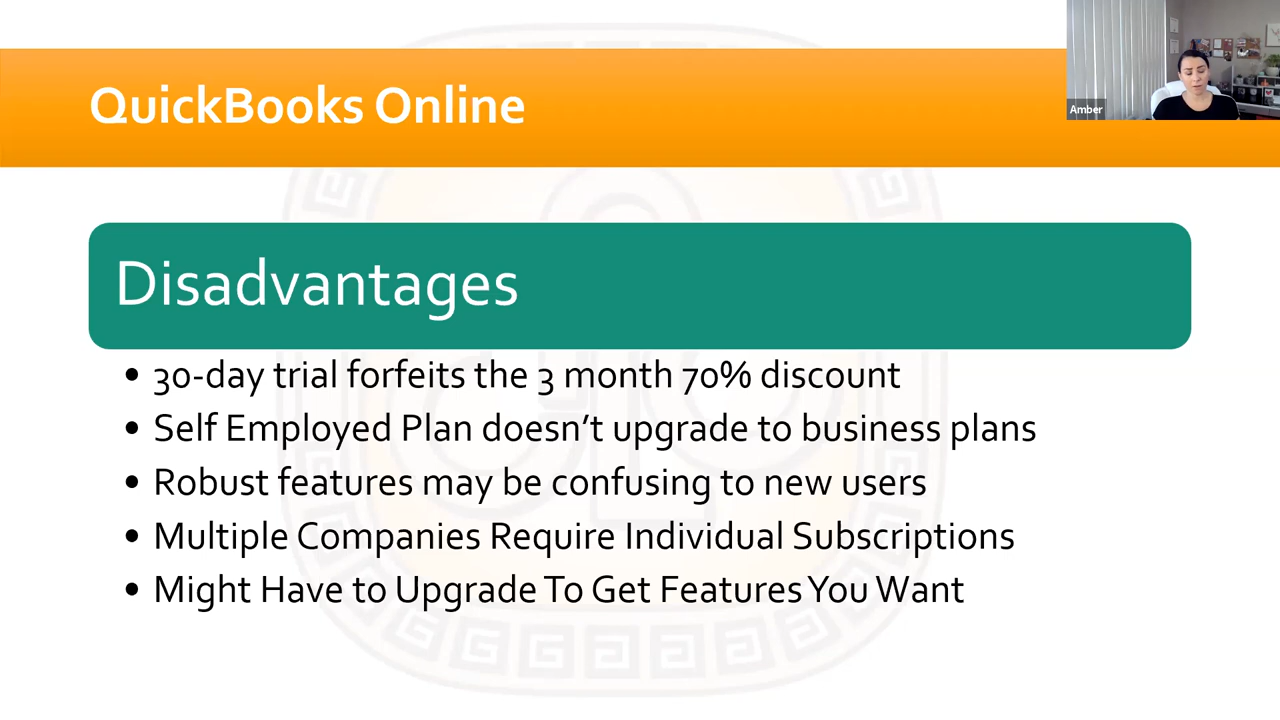 QuickBooks Online
Amber
Disadvantages
• 30-day trial forfeits the 3 month 70% discount
• Self Employed Plan doesn’t upgrade to business plans
• Robust features may be confusing to new users
• Multiple Companies Require Individual Subscriptions
• Might Have to Upgrade To Get Features You Want